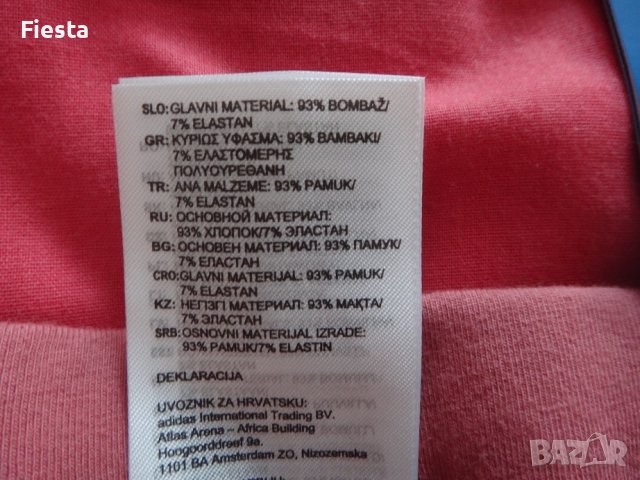 Fiesta
SLO: GLAVNI MATERIAL: 93% BOMBAŽ/
7% ELASTAN
GR: ΚΥΡΙΩΣ ΥΦΑΣΜΑ: 93% ΒΑΜΒΑΚΙ/
7% ΕΛΑΣΤΟΜΕΡΗΣ
ΠΟΛΥΟΥΡΕΘΑΝΗ
TR: ANA MALZEME: 93% PAMUK/
7% ELASTAN
RU: ОСНОВНОЙ МАТЕРИАЛ:
93% ХЛОПОК/7% ЭЛАСТАН
BG: ОСНОВЕН МАТЕРИАЛ: 93% ПАМУК/
7% ЕЛАСТАН
CRO: GLAVNI MATERIJAL: 93% PAMUK/
7% ELASTAN
KZ: НЕГІЗГІ МАТЕРИАЛ: 93% МАҚТА/
7% ЭЛАСТАН
SRB: OSNOVNI MATERIJAL IZRADE:
93% PAMUK/7% ELASTIN
DEKLARACIJA
UVOZNIK ZA HRVATSKU:
adidas International Trading BV.
Atlas Arena – Africa Building
Hoogoorddreef 9a.
1101 BA Amsterdam ZO, Nizozemska
BAZAR